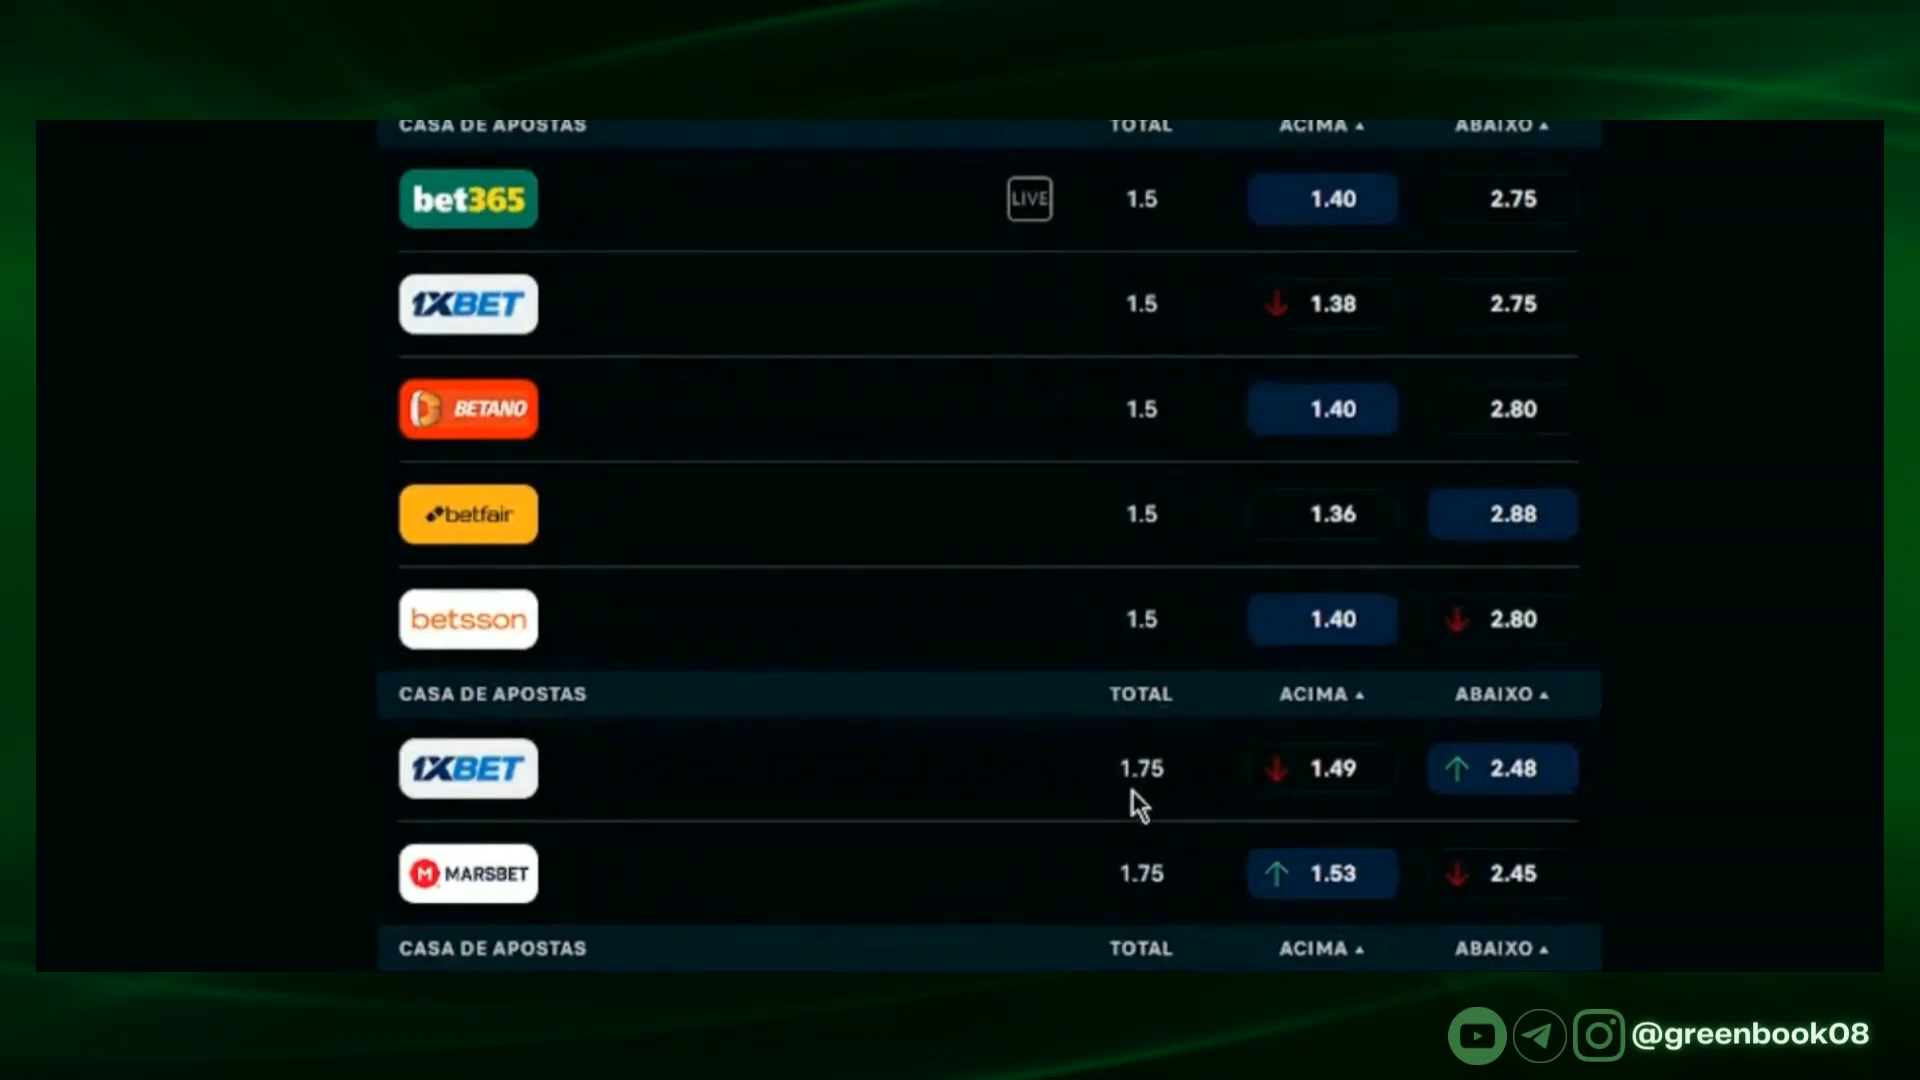 CASA DE APOSTAS TOTAL ACIMA ABAIXO
bet365 LIVE 1.5 1.40 2.75
1XBET 1.5 1.38 2.75
BETANO 1.5 1.40 2.80
betfair 1.5 1.36 2.88
betsson 1.5 1.40 2.80
CASA DE APOSTAS TOTAL ACIMA ABAIXO
1XBET 1.75 1.49 2.48
M MARSBET 1.75 1.53 2.45
CASA DE APOSTAS TOTAL ACIMA ABAIXO
@greenbook08